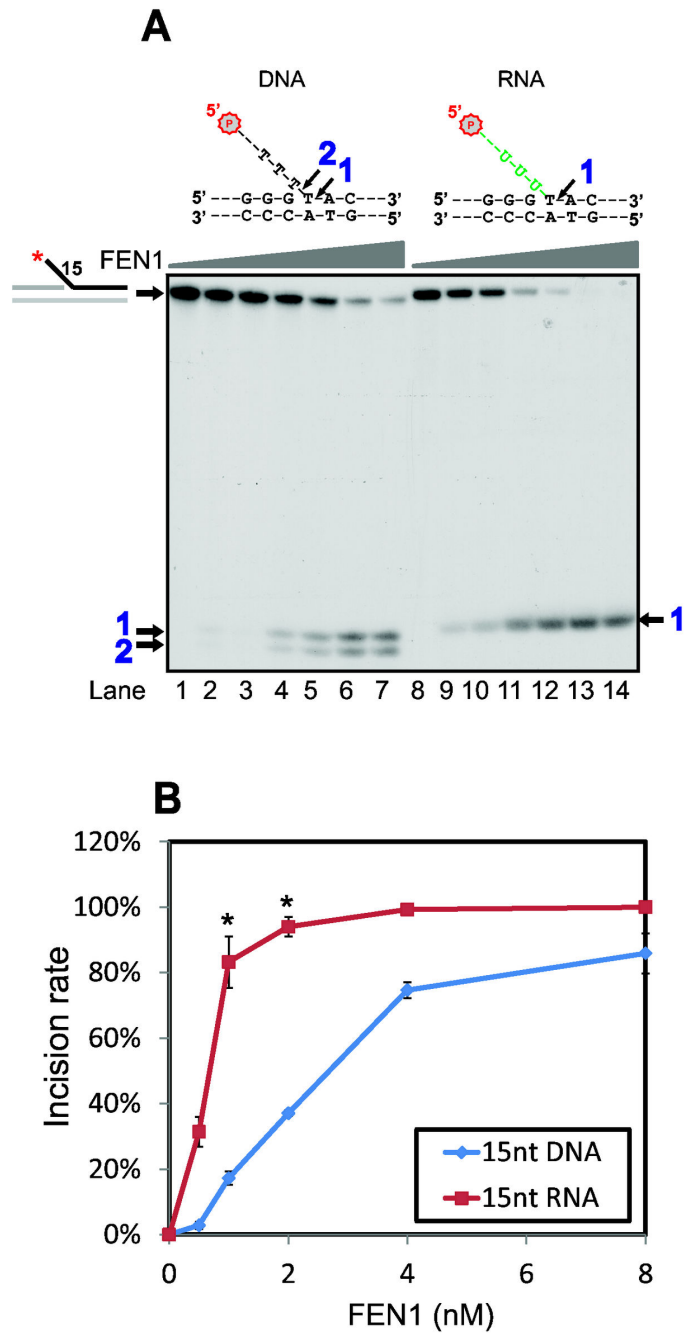 A
DNA
RNA
5' P T T T
5' P U U U
2
1
1
5' G G G T A C 3'
3' C C C A T G 5'
5' G G G T A C 3'
3' C C C A T G 5'
* 15
FEN1
1
2
1
Lane 1 2 3 4 5 6 7 8 9 10 11 12 13 14
B
120%
100%
80%
60%
40%
20%
0%
* *
Incision rate
15nt DNA
15nt RNA
0 2 4 6 8
FEN1 (nM)